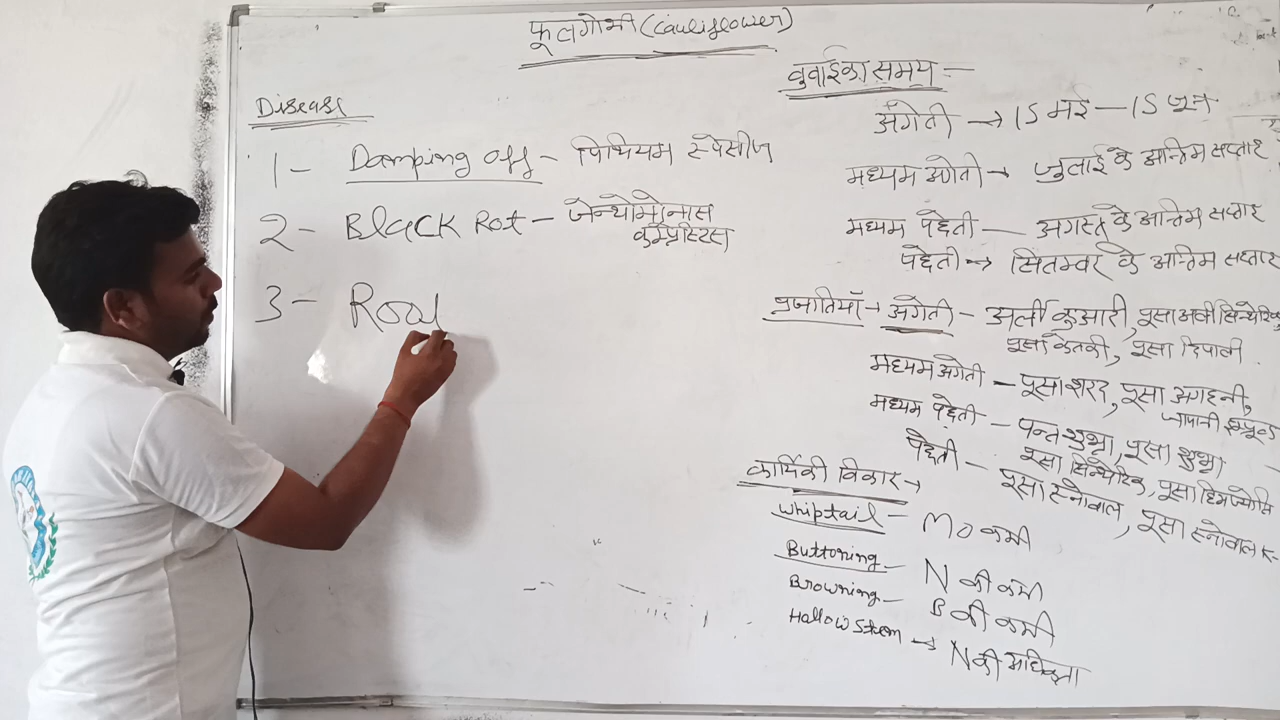 फूलगोभी (Cauliflower)
Disease
1- Damping off - पिथियम स्पेसीज
2- Black Rot - जेन्थोमोनास
कम्प्रेस्टिस
3- Roo
बुवाई का समय -
अगेती → 15 मई - 15 जून
मध्यम अगेती → जुलाई के अन्तिम सप्ताह
मध्यम पछेती - अगस्त के अन्तिम सप्ताह
पछेती → सितम्बर के अन्तिम सप्ताह
प्रजातियाँ → अगेती - अर्ली कुआरी, पूसा अर्ली सिन्थेटिक
पूसा केतकी, पूसा दिपाली
मध्यम अगेती - पूसा शरद, पूसा अगहनी,
जापानी इम्प्रूव्ड
मध्यम पछेती - पन्त शुभ्रा, पूसा शुभ्रा
पूसा सिन्थेटिक, पूसा हिमज्योति
पछेती - पूसा स्नोवाल, पूसा स्नोवाल K-
कार्यिकी विकार →
Whiptail - Mo कमी
Buttoning - N की कमी
Browning - B की कमी
Hallow Stem → N की अधिकता